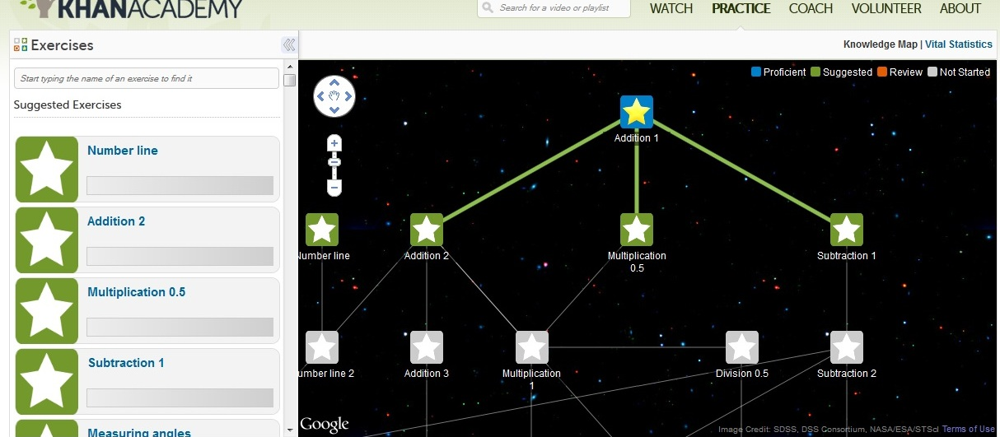 KHANACADEMY
Search for a video or playlist
WATCH PRACTICE COACH VOLUNTEER ABOUT
Exercises
Knowledge Map | Vital Statistics
Start typing the name of an exercise to find it
Suggested Exercises
Number line
Addition 2
Multiplication 0.5
Subtraction 1
Measuring angles
Proficient Suggested Review Not Started
Addition 1
Number line
Addition 2
Multiplication
0.5
Subtraction 1
umber line 2
Addition 3
Multiplication
1
Division 0.5
Subtraction 2
Google
Image Credit: SDSS, DSS Consortium, NASA/ESA/STScI Terms of Use